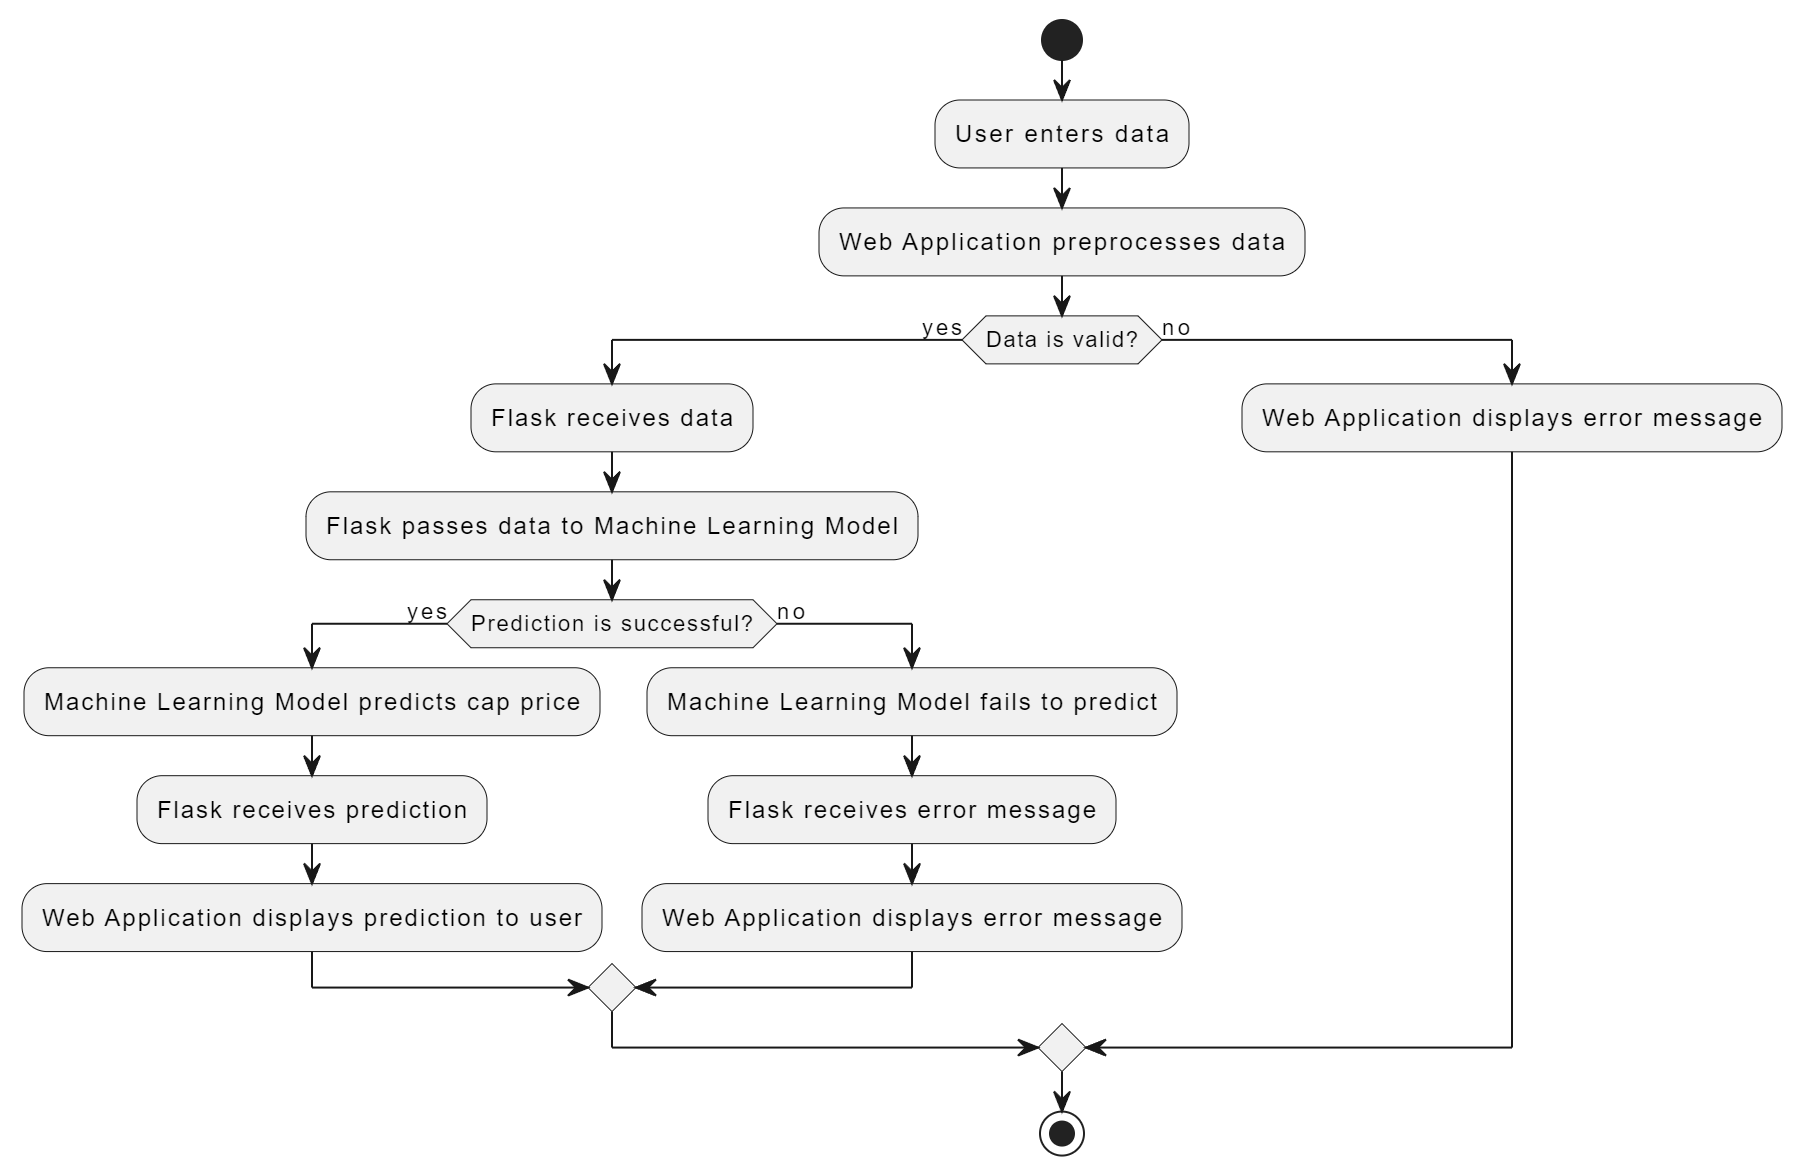 User enters data
Web Application preprocesses data
yes
Data is valid?
no
Flask receives data
Web Application displays error message
Flask passes data to Machine Learning Model
yes
Prediction is successful?
no
Machine Learning Model predicts cap price
Machine Learning Model fails to predict
Flask receives prediction
Flask receives error message
Web Application displays prediction to user
Web Application displays error message